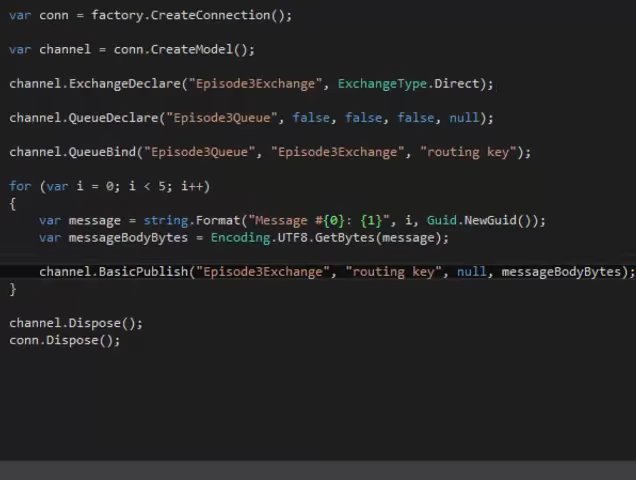 var conn = factory.CreateConnection();
var channel = conn.CreateModel();
channel.ExchangeDeclare("Episode3Exchange", ExchangeType.Direct);
channel.QueueDeclare("Episode3Queue", false, false, false, null);
channel.QueueBind("Episode3Queue", "Episode3Exchange", "routing key");
for (var i = 0; i < 5; i++)
{
var message = string.Format("Message #{0}: {1}", i, Guid.NewGuid());
var messageBodyBytes = Encoding.UTF8.GetBytes(message);
channel.BasicPublish("Episode3Exchange", "routing key", null, messageBodyBytes);
}
channel.Dispose();
conn.Dispose();